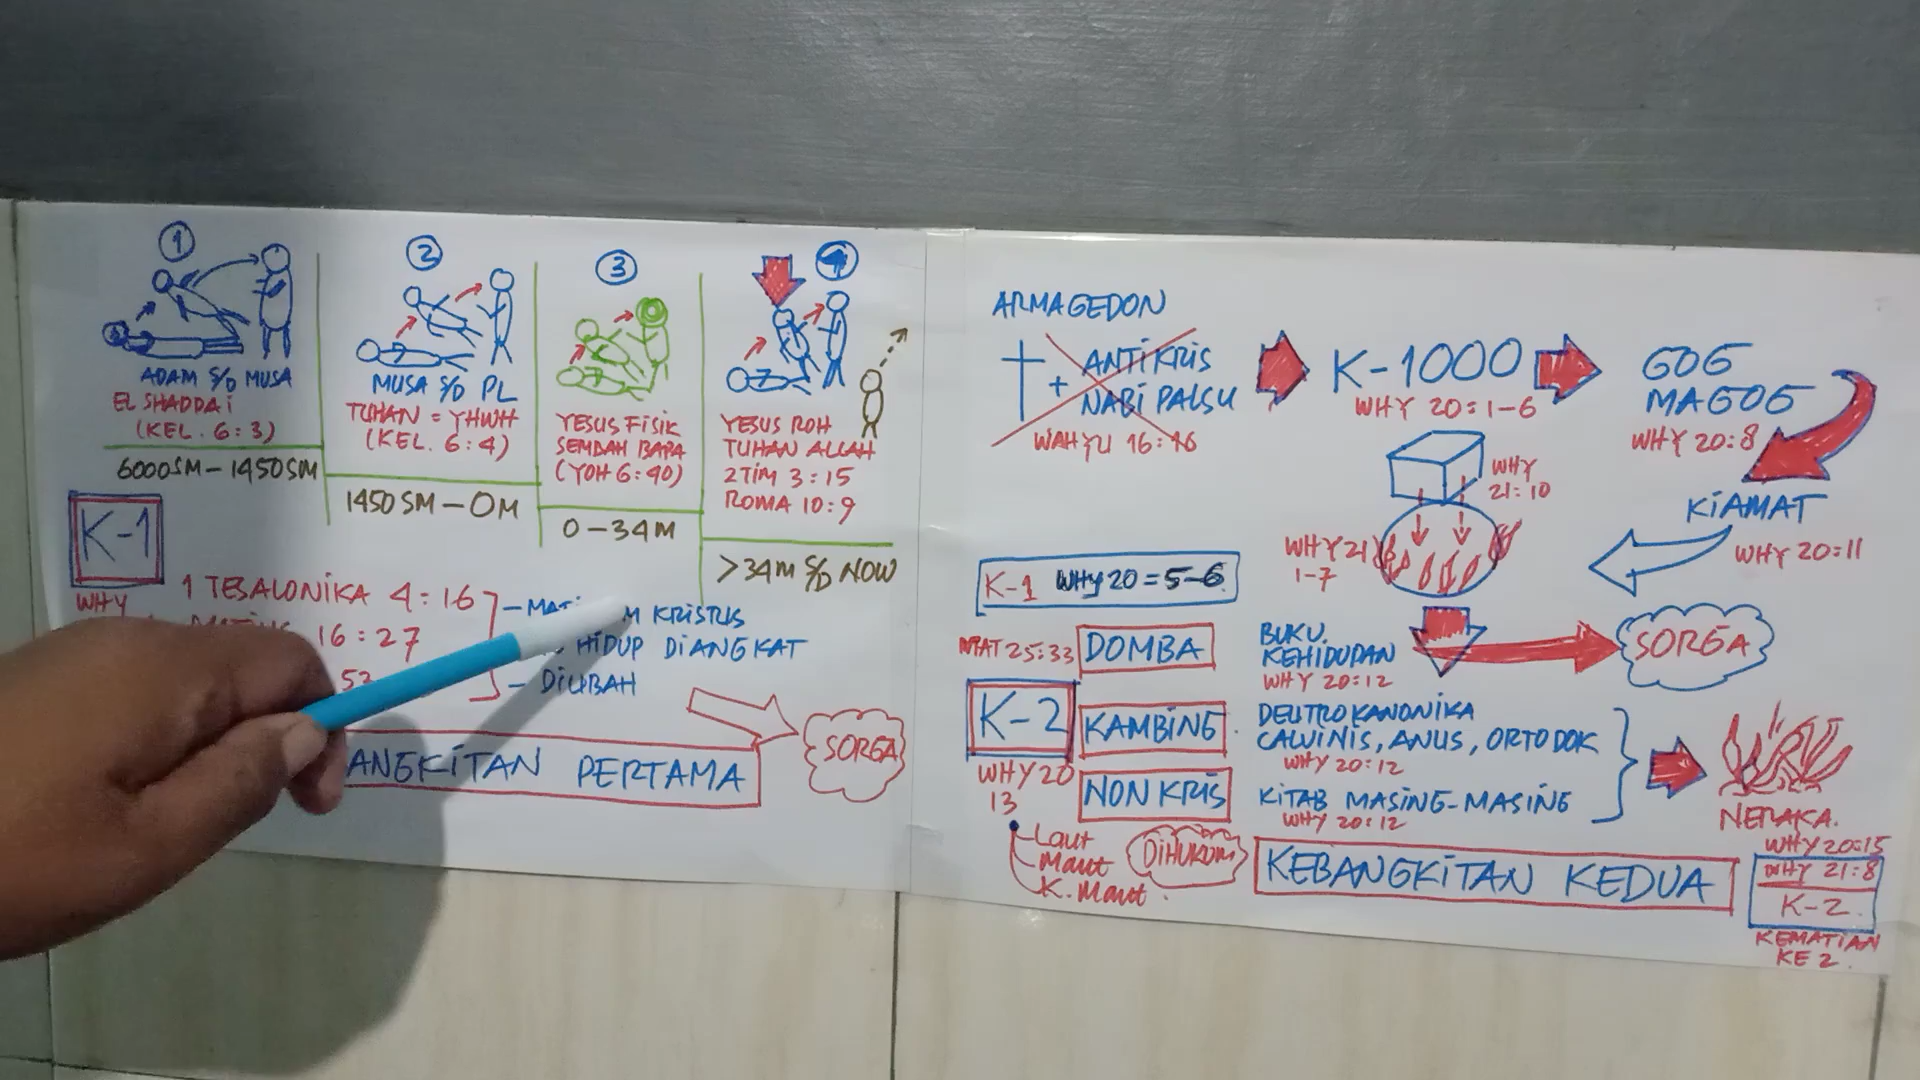 1
ADAM S/D MUSA
EL SHADDAI
(KEL. 6:3)
6000SM-1450SM
2
MUSA S/D PL
TUHAN = YHWH
(KEL. 6:4)
1450SM-0M
3
YESUS FISIK
SEMBAH BAPA
(YOH 6:40)
0-34M
YESUS ROH
TUHAN ALLAH
2TIM 3:15
ROMA 10:9
>34M S/D NOW
K-1
WHY
1 TESALONIKA 4:16
16:27
52
KRISTUS
HIDUP DIANGKAT
- DIUBAH
ANGKITAN PERTAMA
SORGA
ARMAGEDON
+ ANTIKRIS
NABI PALSU
WAHYU 16:16
K-1000
WHY 20:1-6
GOG
MAGOG
WHY 20:8
KIAMAT
WHY 20:11
WHY
21:10
WHY 21
1-7
K-1 WHY 20=5-6
MAT 25:33
DOMBA
BUKU
KEHIDUPAN
WHY 20:12
SORGA
K-2
WHY 20
13
KAMBING
DEUTROKANONIKA
CALVINIS, ANUS, ORTODOK
WHY 20:12
NON KRIS
KITAB MASING-MASING
WHY 20:12
NERAKA.
WHY 20:15
WHY 21:8
K-2.
KEMATIAN
KE 2.
Laut
Maut
K. Maut.
DIHUKUM
KEBANGKITAN KEDUA